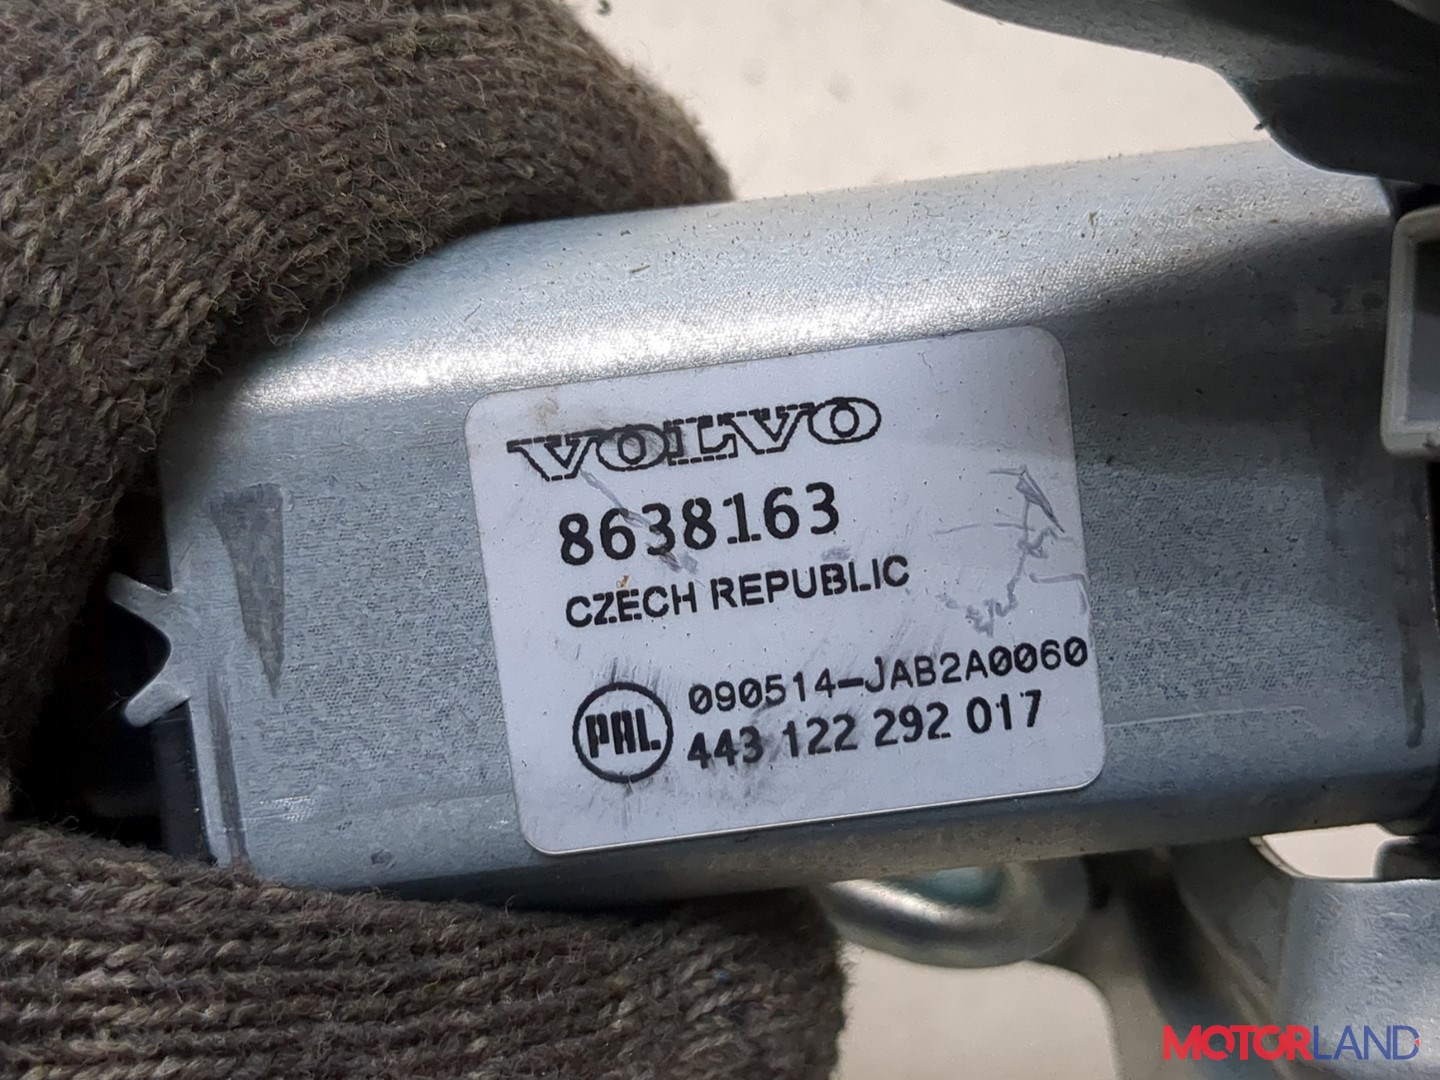 VOLVO
8638163
CZECH REPUBLIC
090514-JAB2A0060
PAL
443 122 292 017
MOTORLAND